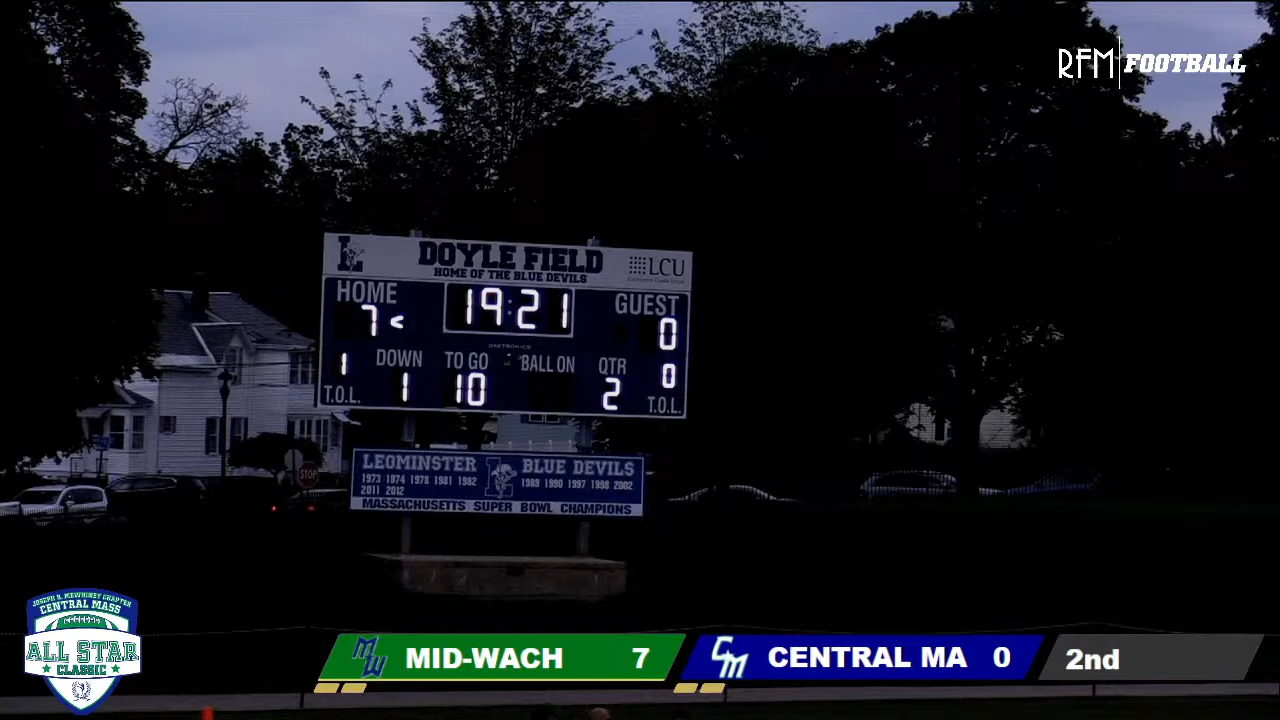 RFM FOOTBALL
L DOYLE FIELD
HOME OF THE BLUE DEVILS
LCU
HOME 19:21 GUEST
7 < 0
DOWN TO GO BALL ON QTR
1 1 10 2 0
T.O.L. T.O.L.
LEOMINSTER L BLUE DEVILS
1973 1974 1978 1981 1982 1989 1990 1997 1998 2002
2011 2012
MASSACHUSETTS SUPER BOWL CHAMPIONS
STOP
CENTRAL MASS
ALL STAR
CLASSIC
MW MID-WACH 7 CM CENTRAL MA 0 2nd